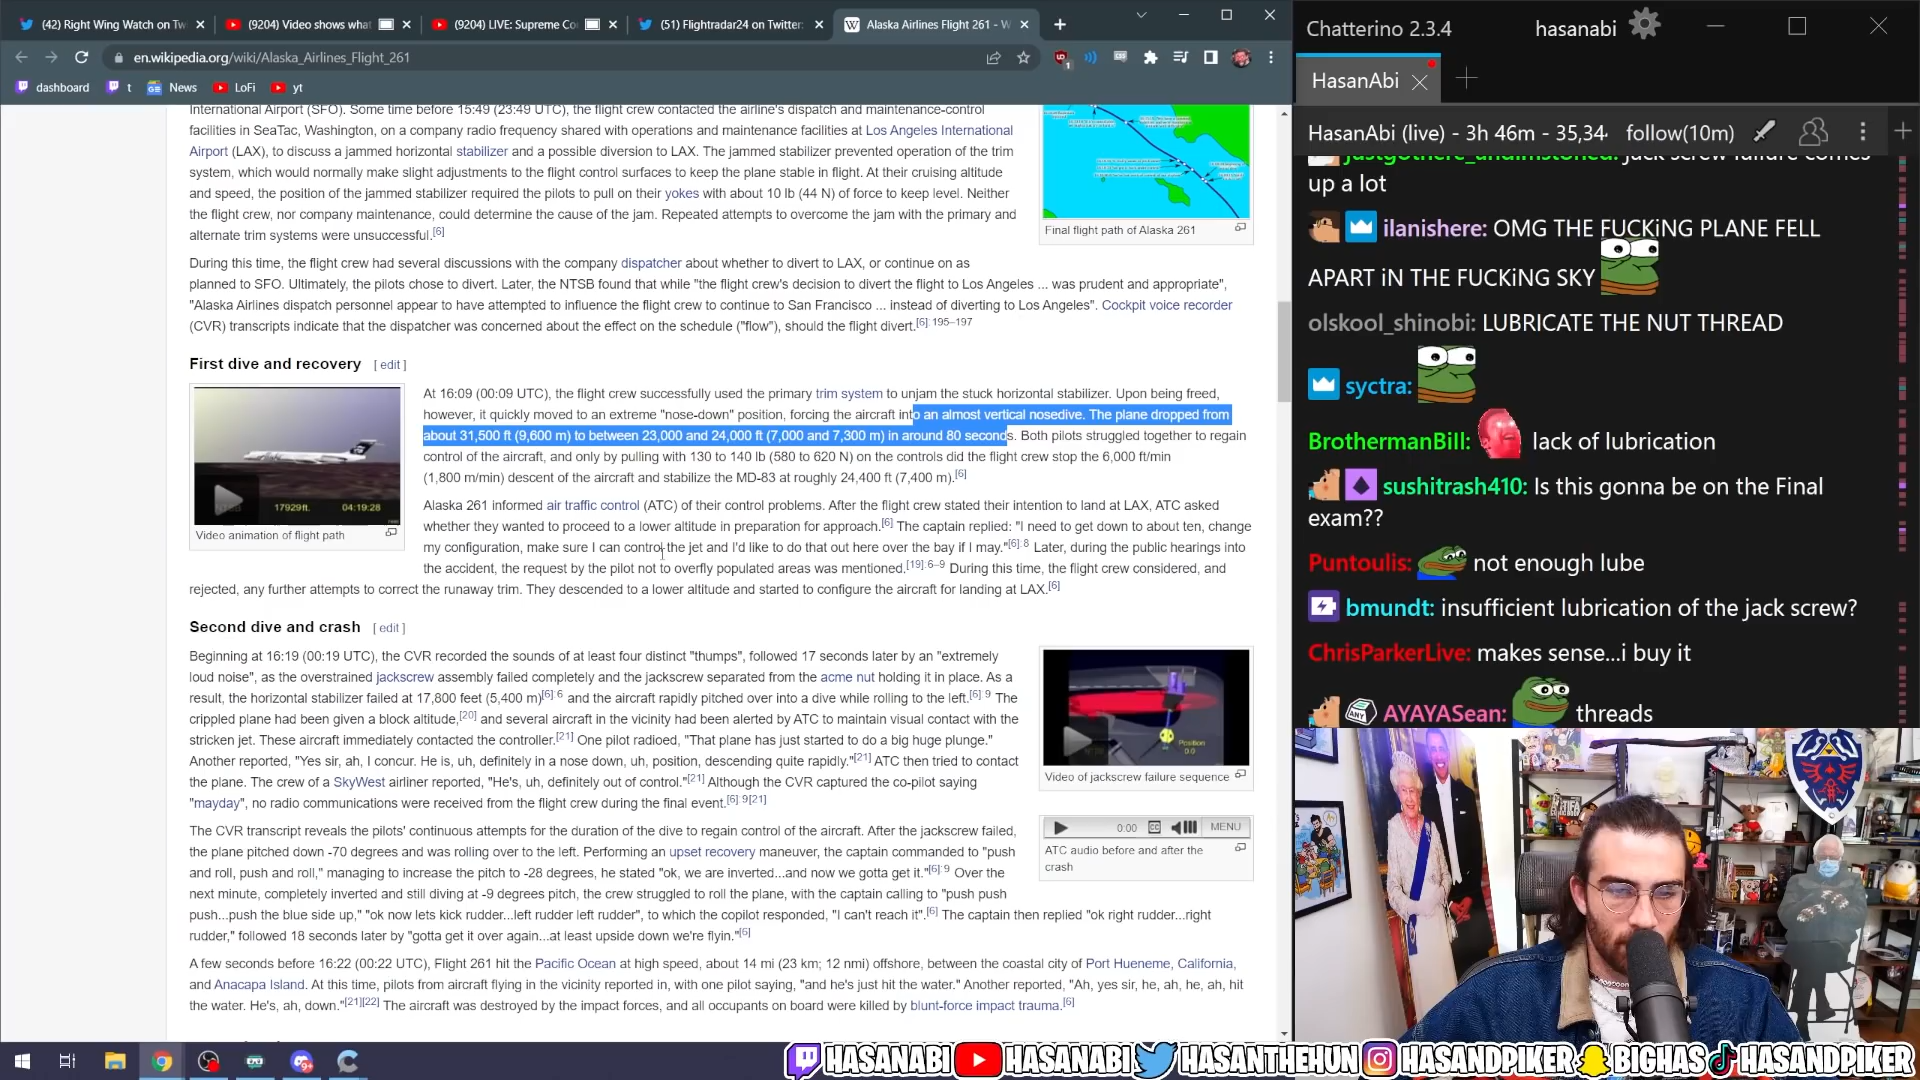 (42) Right Wing Watch on Tw
(9204) Video shows what
(9204) LIVE: Supreme Co
(51) Flightradar24 on Twitter:
Alaska Airlines Flight 261 - W
en.wikipedia.org/wiki/Alaska_Airlines_Flight_261
dashboard
t
News
LoFi
yt
International Airport (SFO). Some time before 15:49 (23:49 UTC), the flight crew contacted the airline's dispatch and maintenance-control
facilities in SeaTac, Washington, on a company radio frequency shared with operations and maintenance facilities at Los Angeles International
Airport (LAX), to discuss a jammed horizontal stabilizer and a possible diversion to LAX. The jammed stabilizer prevented operation of the trim
system, which would normally make slight adjustments to the flight control surfaces to keep the plane stable in flight. At their cruising altitude
and speed, the position of the jammed stabilizer required the pilots to pull on their yokes with about 10 lb (44 N) of force to keep level. Neither
the flight crew, nor company maintenance, could determine the cause of the jam. Repeated attempts to overcome the jam with the primary and
alternate trim systems were unsuccessful.[6]
Final flight path of Alaska 261
During this time, the flight crew had several discussions with the company dispatcher about whether to divert to LAX, or continue on as
planned to SFO. Ultimately, the pilots chose to divert. Later, the NTSB found that while "the flight crew's decision to divert the flight to Los Angeles ... was prudent and appropriate",
"Alaska Airlines dispatch personnel appear to have attempted to influence the flight crew to continue to San Francisco ... instead of diverting to Los Angeles". Cockpit voice recorder
(CVR) transcripts indicate that the dispatcher was concerned about the effect on the schedule ("flow"), should the flight divert.[6]:195–197
First dive and recovery [ edit ]
17929ft. 04:19:28
Video animation of flight path
At 16:09 (00:09 UTC), the flight crew successfully used the primary trim system to unjam the stuck horizontal stabilizer. Upon being freed,
however, it quickly moved to an extreme "nose-down" position, forcing the aircraft into an almost vertical nosedive. The plane dropped from
about 31,500 ft (9,600 m) to between 23,000 and 24,000 ft (7,000 and 7,300 m) in around 80 seconds. Both pilots struggled together to regain
control of the aircraft, and only by pulling with 130 to 140 lb (580 to 620 N) on the controls did the flight crew stop the 6,000 ft/min
(1,800 m/min) descent of the aircraft and stabilize the MD-83 at roughly 24,400 ft (7,400 m).[6]
Alaska 261 informed air traffic control (ATC) of their control problems. After the flight crew stated their intention to land at LAX, ATC asked
whether they wanted to proceed to a lower altitude in preparation for approach.[6] The captain replied: "I need to get down to about ten, change
my configuration, make sure I can control the jet and I'd like to do that out here over the bay if I may."[6]:8 Later, during the public hearings into
the accident, the request by the pilot not to overfly populated areas was mentioned.[19]:6–9 During this time, the flight crew considered, and
rejected, any further attempts to correct the runaway trim. They descended to a lower altitude and started to configure the aircraft for landing at LAX.[6]
Second dive and crash [ edit ]
Beginning at 16:19 (00:19 UTC), the CVR recorded the sounds of at least four distinct "thumps", followed 17 seconds later by an "extremely
loud noise", as the overstrained jackscrew assembly failed completely and the jackscrew separated from the acme nut holding it in place. As a
result, the horizontal stabilizer failed at 17,800 feet (5,400 m)[6]:6 and the aircraft rapidly pitched over into a dive while rolling to the left.[6]:9 The
crippled plane had been given a block altitude,[20] and several aircraft in the vicinity had been alerted by ATC to maintain visual contact with the
stricken jet. These aircraft immediately contacted the controller.[21] One pilot radioed, "That plane has just started to do a big huge plunge."
Another reported, "Yes sir, ah, I concur. He is, uh, definitely in a nose down, uh, position, descending quite rapidly."[21] ATC then tried to contact
the plane. The crew of a SkyWest airliner reported, "He's, uh, definitely out of control."[21] Although the CVR captured the co-pilot saying
"mayday", no radio communications were received from the flight crew during the final event.[6]:9[21]
Position
0.0
Video of jackscrew failure sequence
0:00 MENU
ATC audio before and after the
crash
The CVR transcript reveals the pilots' continuous attempts for the duration of the dive to regain control of the aircraft. After the jackscrew failed,
the plane pitched down -70 degrees and was rolling over to the left. Performing an upset recovery maneuver, the captain commanded to "push
and roll, push and roll," managing to increase the pitch to -28 degrees, he stated "ok, we are inverted...and now we gotta get it."[6]:9 Over the
next minute, completely inverted and still diving at -9 degrees pitch, the crew struggled to roll the plane, with the captain calling to "push push
push...push the blue side up," "ok now lets kick rudder...left rudder left rudder", to which the copilot responded, "I can't reach it".[6] The captain then replied "ok right rudder...right
rudder," followed 18 seconds later by "gotta get it over again...at least upside down we're flyin."[6]
A few seconds before 16:22 (00:22 UTC), Flight 261 hit the Pacific Ocean at high speed, about 14 mi (23 km; 12 nmi) offshore, between the coastal city of Port Hueneme, California,
and Anacapa Island. At this time, pilots from aircraft flying in the vicinity reported in, with one pilot saying, "and he's just hit the water." Another reported, "Ah, yes sir, he, ah, he, ah, hit
the water. He's, ah, down."[21][22] The aircraft was destroyed by the impact forces, and all occupants on board were killed by blunt-force impact trauma.[6]
Chatterino 2.3.4
hasanabi
HasanAbi
HasanAbi (live) - 3h 46m - 35,34
follow(10m)
justgothere_andimstoned: jack screw failure comes
up a lot
ilanishere: OMG THE FUCKiNG PLANE FELL
APART iN THE FUCKiNG SKY
olskool_shinobi: LUBRICATE THE NUT THREAD
syctra:
BrothermanBill: lack of lubrication
sushitrash410: Is this gonna be on the Final
exam??
Puntoulis: not enough lube
bmundt: insufficient lubrication of the jack screw?
ChrisParkerLive: makes sense...i buy it
AYAYASean: threads
HASANABI HASANABI HASANTHEHUN HASANDPIKER BIGHAS HASANDPIKER